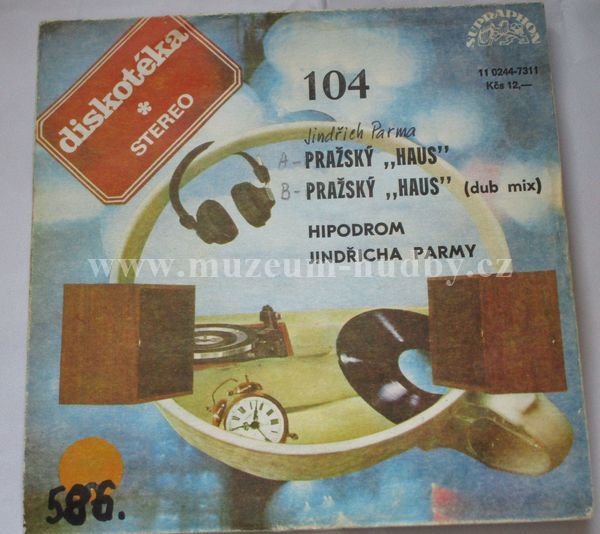 SUPRAPHON
diskotéka
*
STEREO
104
11 0244-7311
Kčs 12,—
Jindřich Parma
A- PRAŽSKÝ „HAUS"
B- PRAŽSKÝ „HAUS" (dub mix)
HIPODROM
JINDŘICHA PARMY
www.muzeum-hudby.cz
586.